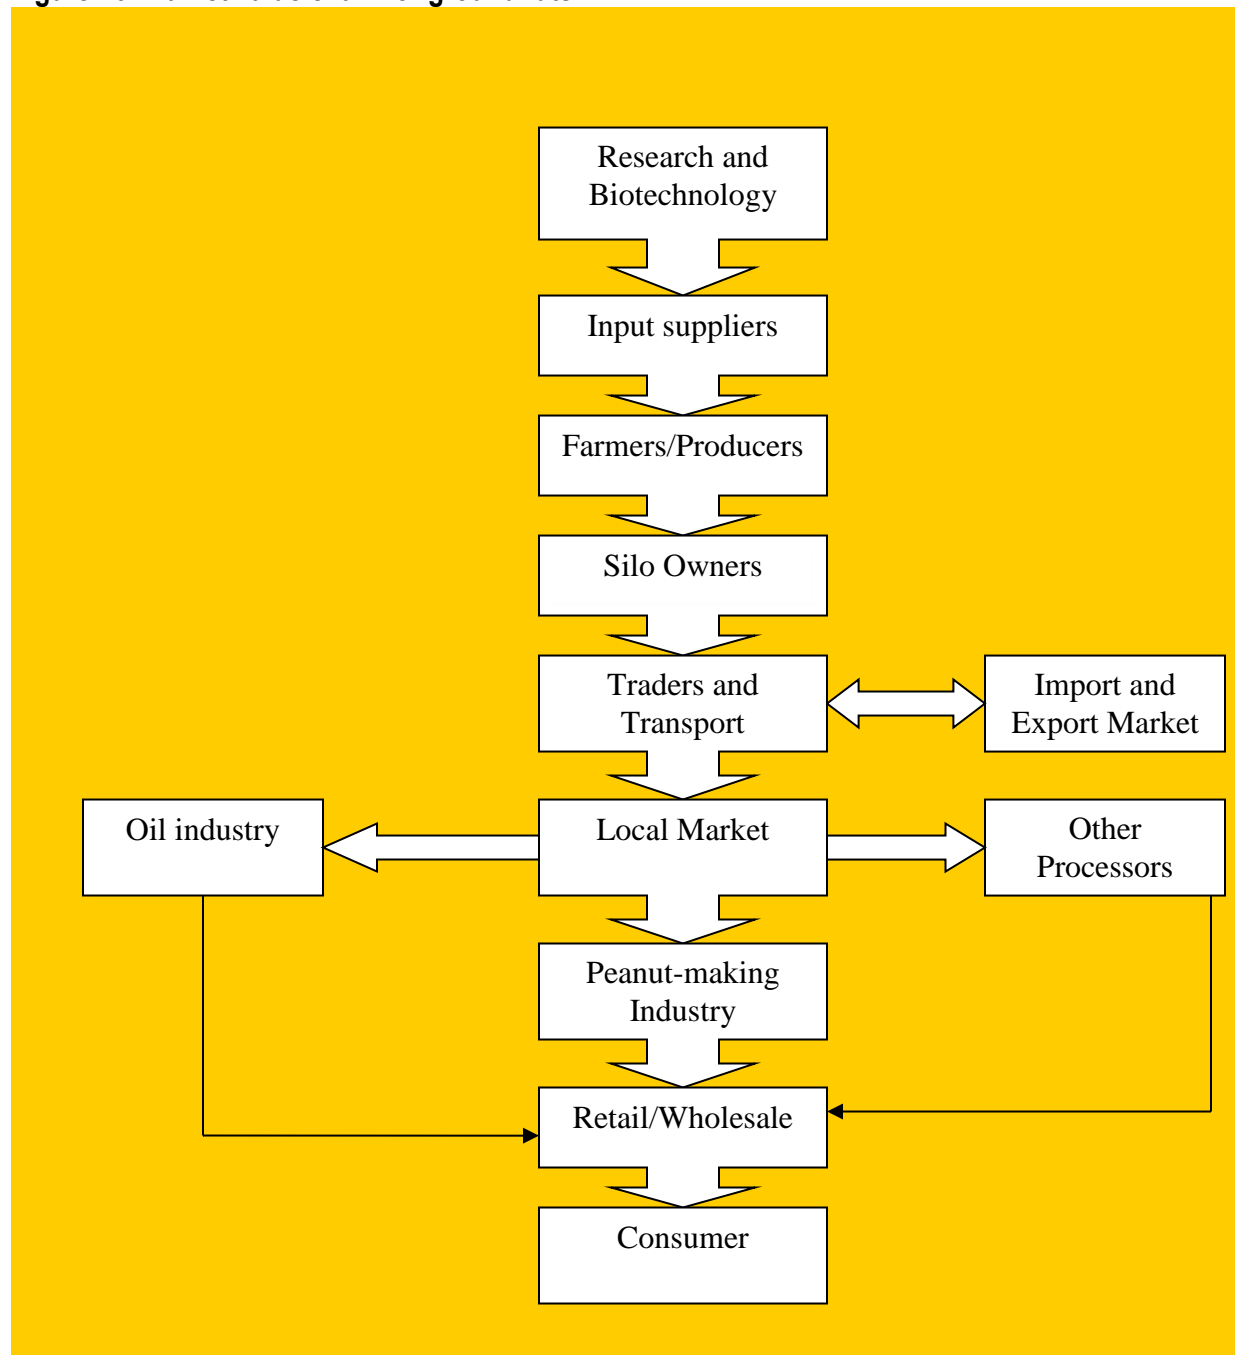 Research and
Biotechnology
Input suppliers
Farmers/Producers
Silo Owners
Traders and
Transport
Import and
Export Market
Oil industry
Local Market
Other
Processors
Peanut-making
Industry
Retail/Wholesale
Consumer